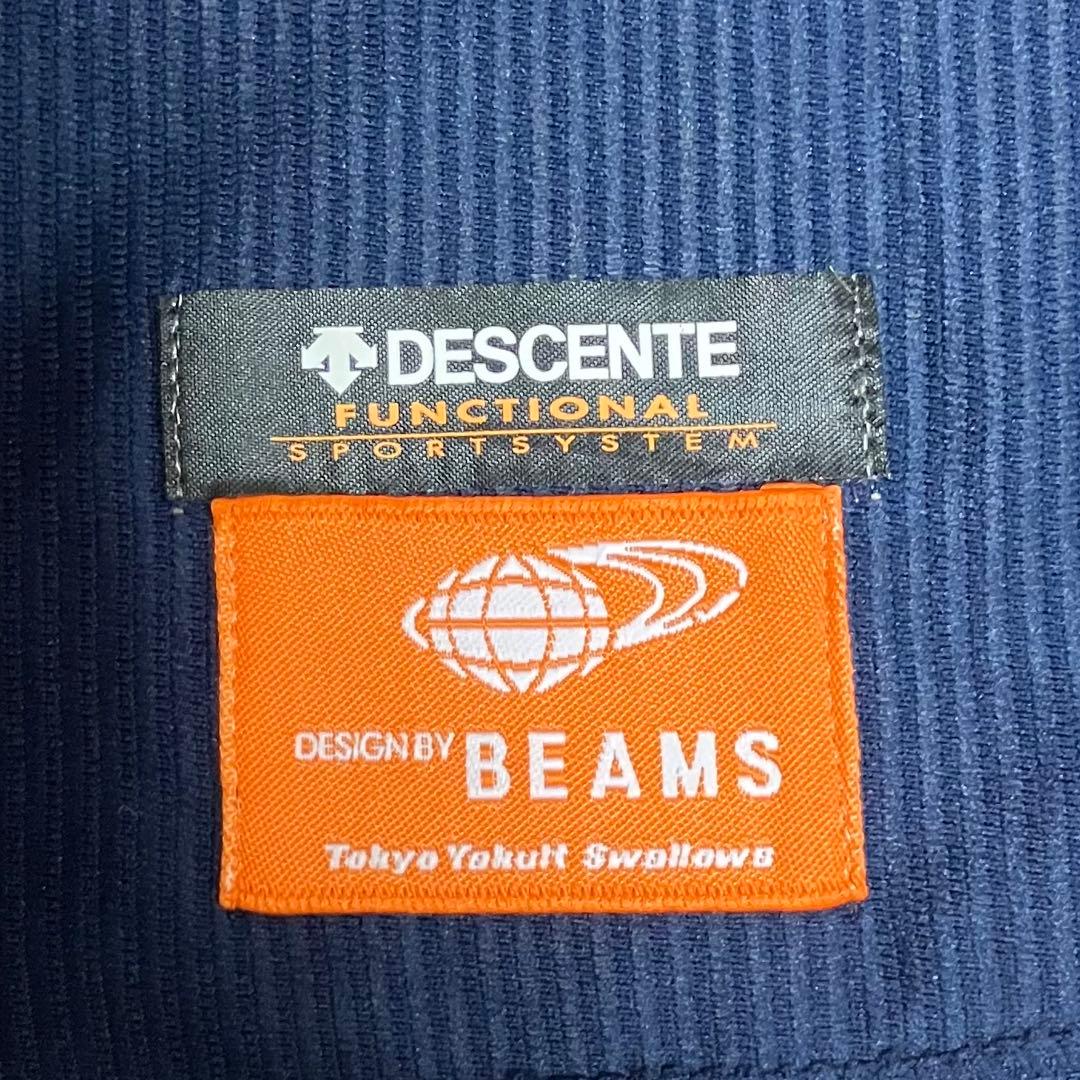 DESCENTE
FUNCTIONAL
SPORTSYSTEM
DESIGN BY BEAMS
Tokyo Yakult Swallows